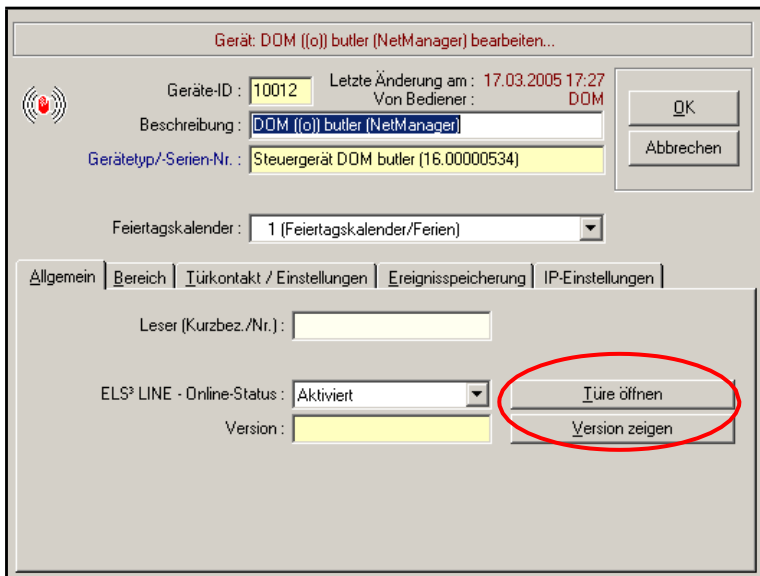 Gerät: DOM ((o)) butler (NetManager) bearbeiten...
Geräte-ID : 10012 Letzte Änderung am : 17.03.2005 17:27
Von Bediener : DOM
OK
Beschreibung : DOM ((o)) butler (NetManager)
Abbrechen
Gerätetyp/-Serien-Nr. : Steuergerät DOM butler (16.00000534)
Feiertagskalender : 1 (Feiertagskalender/Ferien)
Allgemein Bereich Türkontakt / Einstellungen Ereignisspeicherung IP-Einstellungen
Leser (Kurzbez./Nr.) :
ELS³ LINE - Online-Status : Aktiviert Türe öffnen
Version : Version zeigen